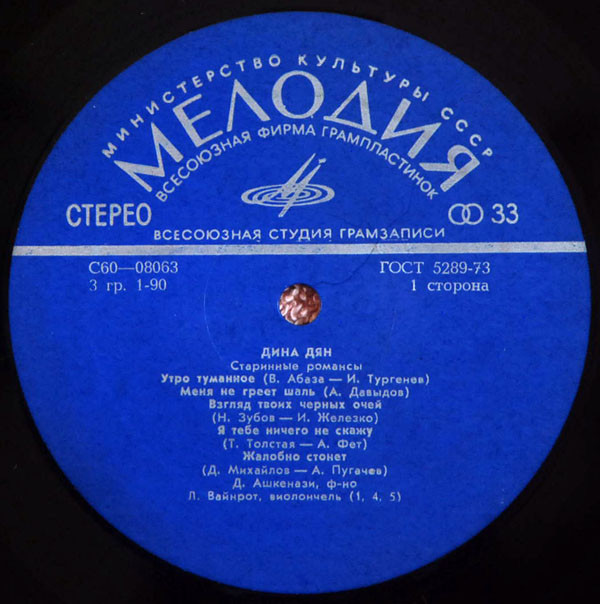 МИНИСТЕРСТВО КУЛЬТУРЫ СССР
МЕЛОДИЯ
ВСЕСОЮЗНАЯ ФИРМА ГРАМПЛАСТИНОК
СТЕРЕО
33
ВСЕСОЮЗНАЯ СТУДИЯ ГРАМЗАПИСИ
С60—08063
ГОСТ 5289-73
3 гр. 1-90
1 сторона
ДИНА ДЯН
Старинные романсы
Утро туманное (В. Абаза — И. Тургенев)
Меня не греет шаль (А. Давыдов)
Взгляд твоих черных очей
(Н. Зубов — И. Железко)
Я тебе ничего не скажу
(Т. Толстая — А. Фет)
Жалобно стонет
(Д. Михайлов — А. Пугачев)
Д. Ашкенази, ф-но
Л. Вайнрот, виолончель (1, 4, 5)